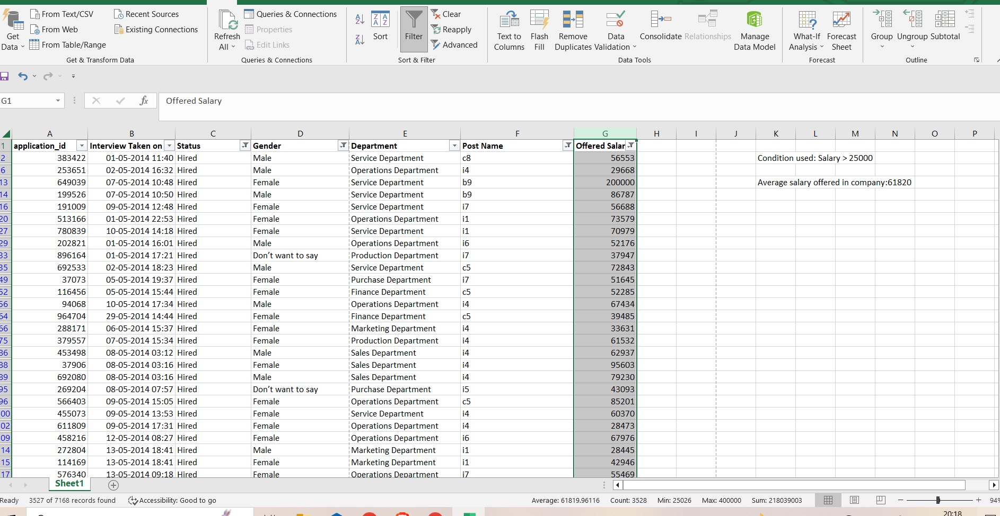 From Text/CSV
From Web
From Table/Range
Recent Sources
Existing Connections
Get
Data
Get & Transform Data
Refresh
All
Queries & Connections
Properties
Edit Links
Queries & Connections
Sort
Filter
Clear
Reapply
Advanced
Sort & Filter
Text to
Columns
Flash
Fill
Remove
Duplicates
Data
Validation
Consolidate
Relationships
Manage
Data Model
Data Tools
What-If
Analysis
Forecast
Sheet
Forecast
Group
Ungroup
Subtotal
Outline
G1
fx
Offered Salary
A B C D E F G H I J K L M N O P
1 application_id Interview Taken on Status Gender Department Post Name Offered Salar
2 383422 01-05-2014 11:40 Hired Male Service Department c8 56553 Condition used: Salary > 25000
6 253651 02-05-2014 16:32 Hired Male Operations Department i4 29668
13 649039 07-05-2014 10:48 Hired Female Service Department b9 200000 Average salary offered in company:61820
14 199526 07-05-2014 10:50 Hired Male Service Department b9 86787
16 191009 09-05-2014 12:48 Hired Female Service Department i7 56688
20 513166 01-05-2014 22:53 Hired Female Operations Department i1 73579
27 780839 10-05-2014 14:18 Hired Female Service Department i1 70979
29 202821 01-05-2014 16:01 Hired Male Operations Department i6 52176
33 896164 01-05-2014 17:21 Hired Don't want to say Production Department i7 37947
35 692533 02-05-2014 18:23 Hired Male Service Department c5 72843
49 37073 05-05-2014 19:37 Hired Female Purchase Department i7 51645
52 116456 05-05-2014 15:44 Hired Female Finance Department c5 52285
56 94068 10-05-2014 17:34 Hired Male Operations Department i4 67434
64 964704 29-05-2014 14:44 Hired Female Finance Department c5 39485
66 288171 06-05-2014 15:37 Hired Female Marketing Department i4 33631
75 379557 07-05-2014 15:34 Hired Female Production Department i4 61532
86 453498 08-05-2014 03:12 Hired Male Sales Department i4 62937
88 37906 08-05-2014 03:16 Hired Female Sales Department i4 95603
89 692080 08-05-2014 03:16 Hired Male Sales Department i4 79230
95 269204 08-05-2014 07:57 Hired Don't want to say Purchase Department i5 43093
96 566403 09-05-2014 15:05 Hired Female Operations Department c5 85201
00 455073 09-05-2014 13:53 Hired Female Service Department i4 60370
02 611809 09-05-2014 17:31 Hired Female Operations Department i4 28473
09 458216 12-05-2014 08:27 Hired Female Operations Department i6 67976
14 272804 13-05-2014 18:41 Hired Male Marketing Department i1 28445
15 114169 13-05-2014 18:41 Hired Female Marketing Department i1 42946
17 576340 13-05-2014 09:18 Hired Female Operations Department i7 55469
Sheet1
Ready 3527 of 7168 records found Accessibility: Good to go Average: 61819.96116 Count: 3528 Min: 25026 Max: 400000 Sum: 218039003 94%
20:18